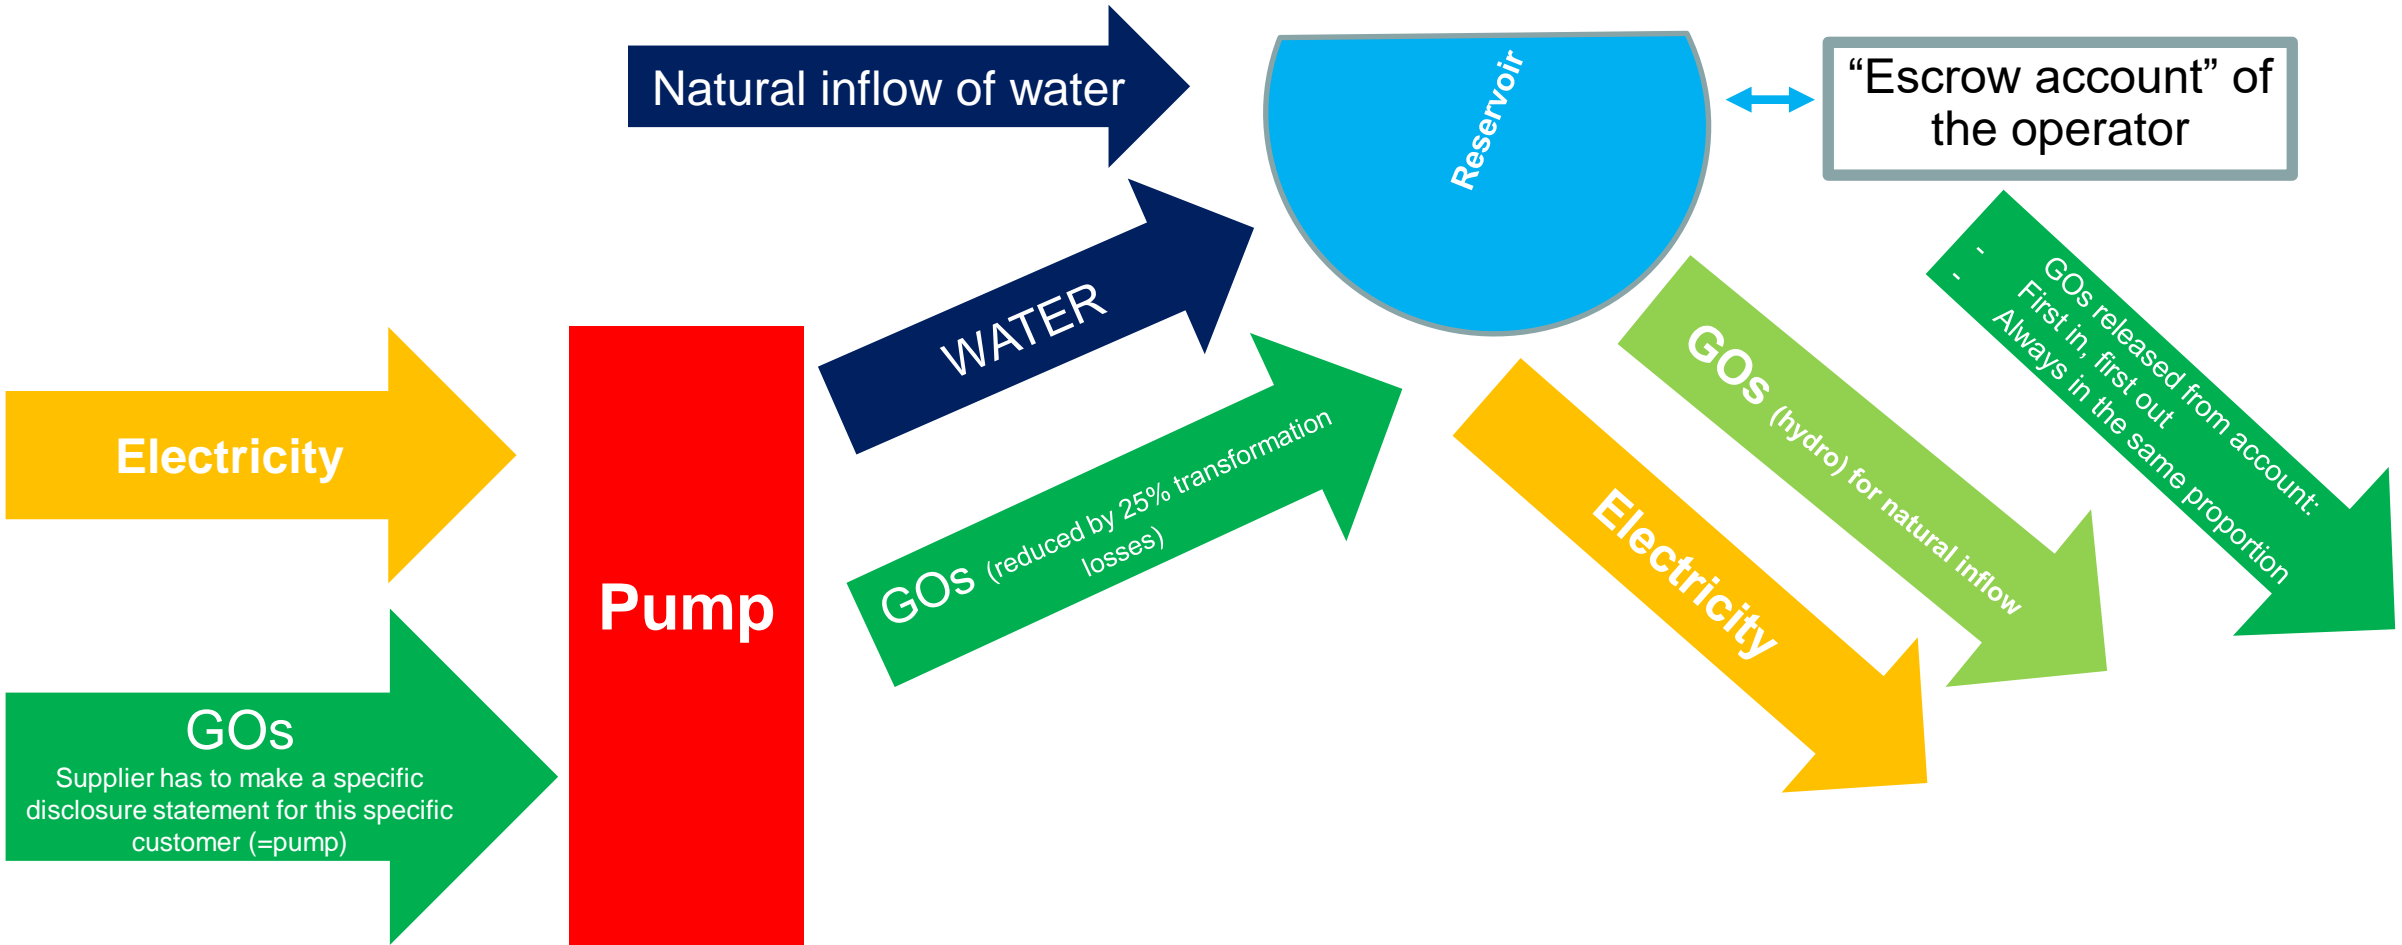 Natural inflow of water
Reservoir
“Escrow account” of
the operator
WATER
Electricity
GOs (reduced by 25% transformation
losses)
Pump
GOs
Supplier has to make a specific
disclosure statement for this specific
customer (=pump)
Electricity
GOs (hydro) for natural inflow
- GOs released from account:
- First in, first out
Always in the same proportion